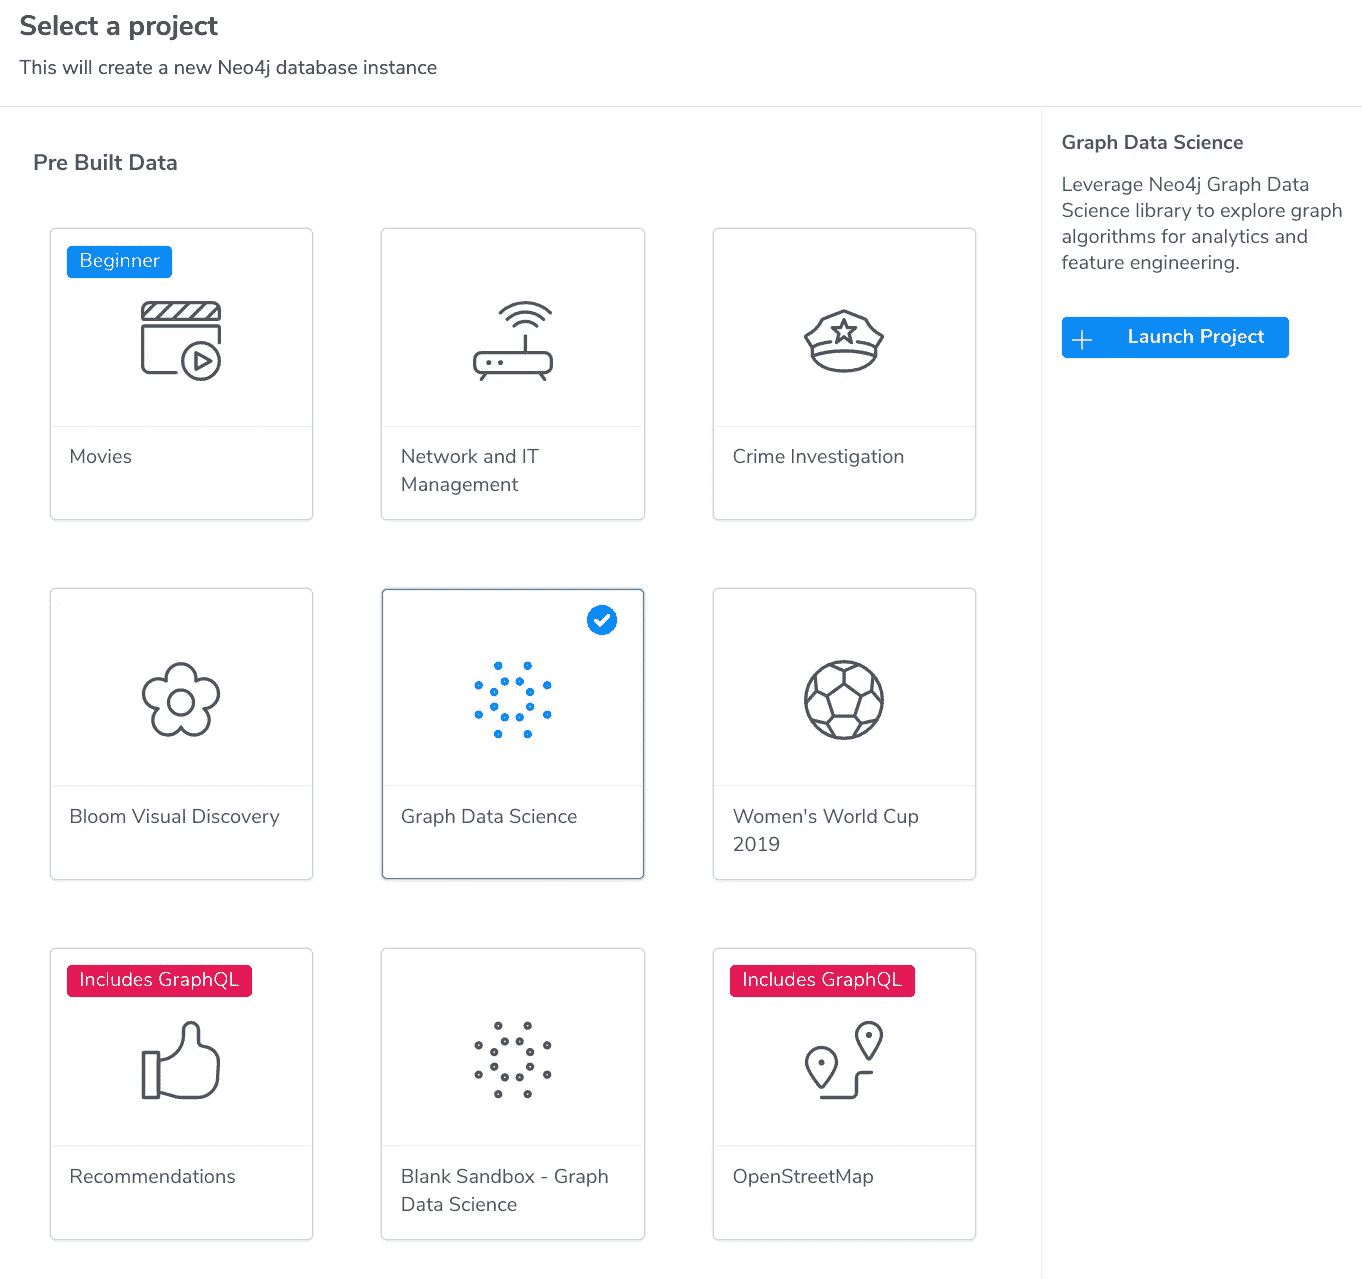 Select a project
This will create a new Neo4j database instance
Pre Built Data
Beginner
Movies
Network and IT
Management
Crime Investigation
Bloom Visual Discovery
Graph Data Science
Women's World Cup
2019
Includes GraphQL
Recommendations
Blank Sandbox - Graph
Data Science
Includes GraphQL
OpenStreetMap
Graph Data Science
Leverage Neo4j Graph Data
Science library to explore graph
algorithms for analytics and
feature engineering.
Launch Project